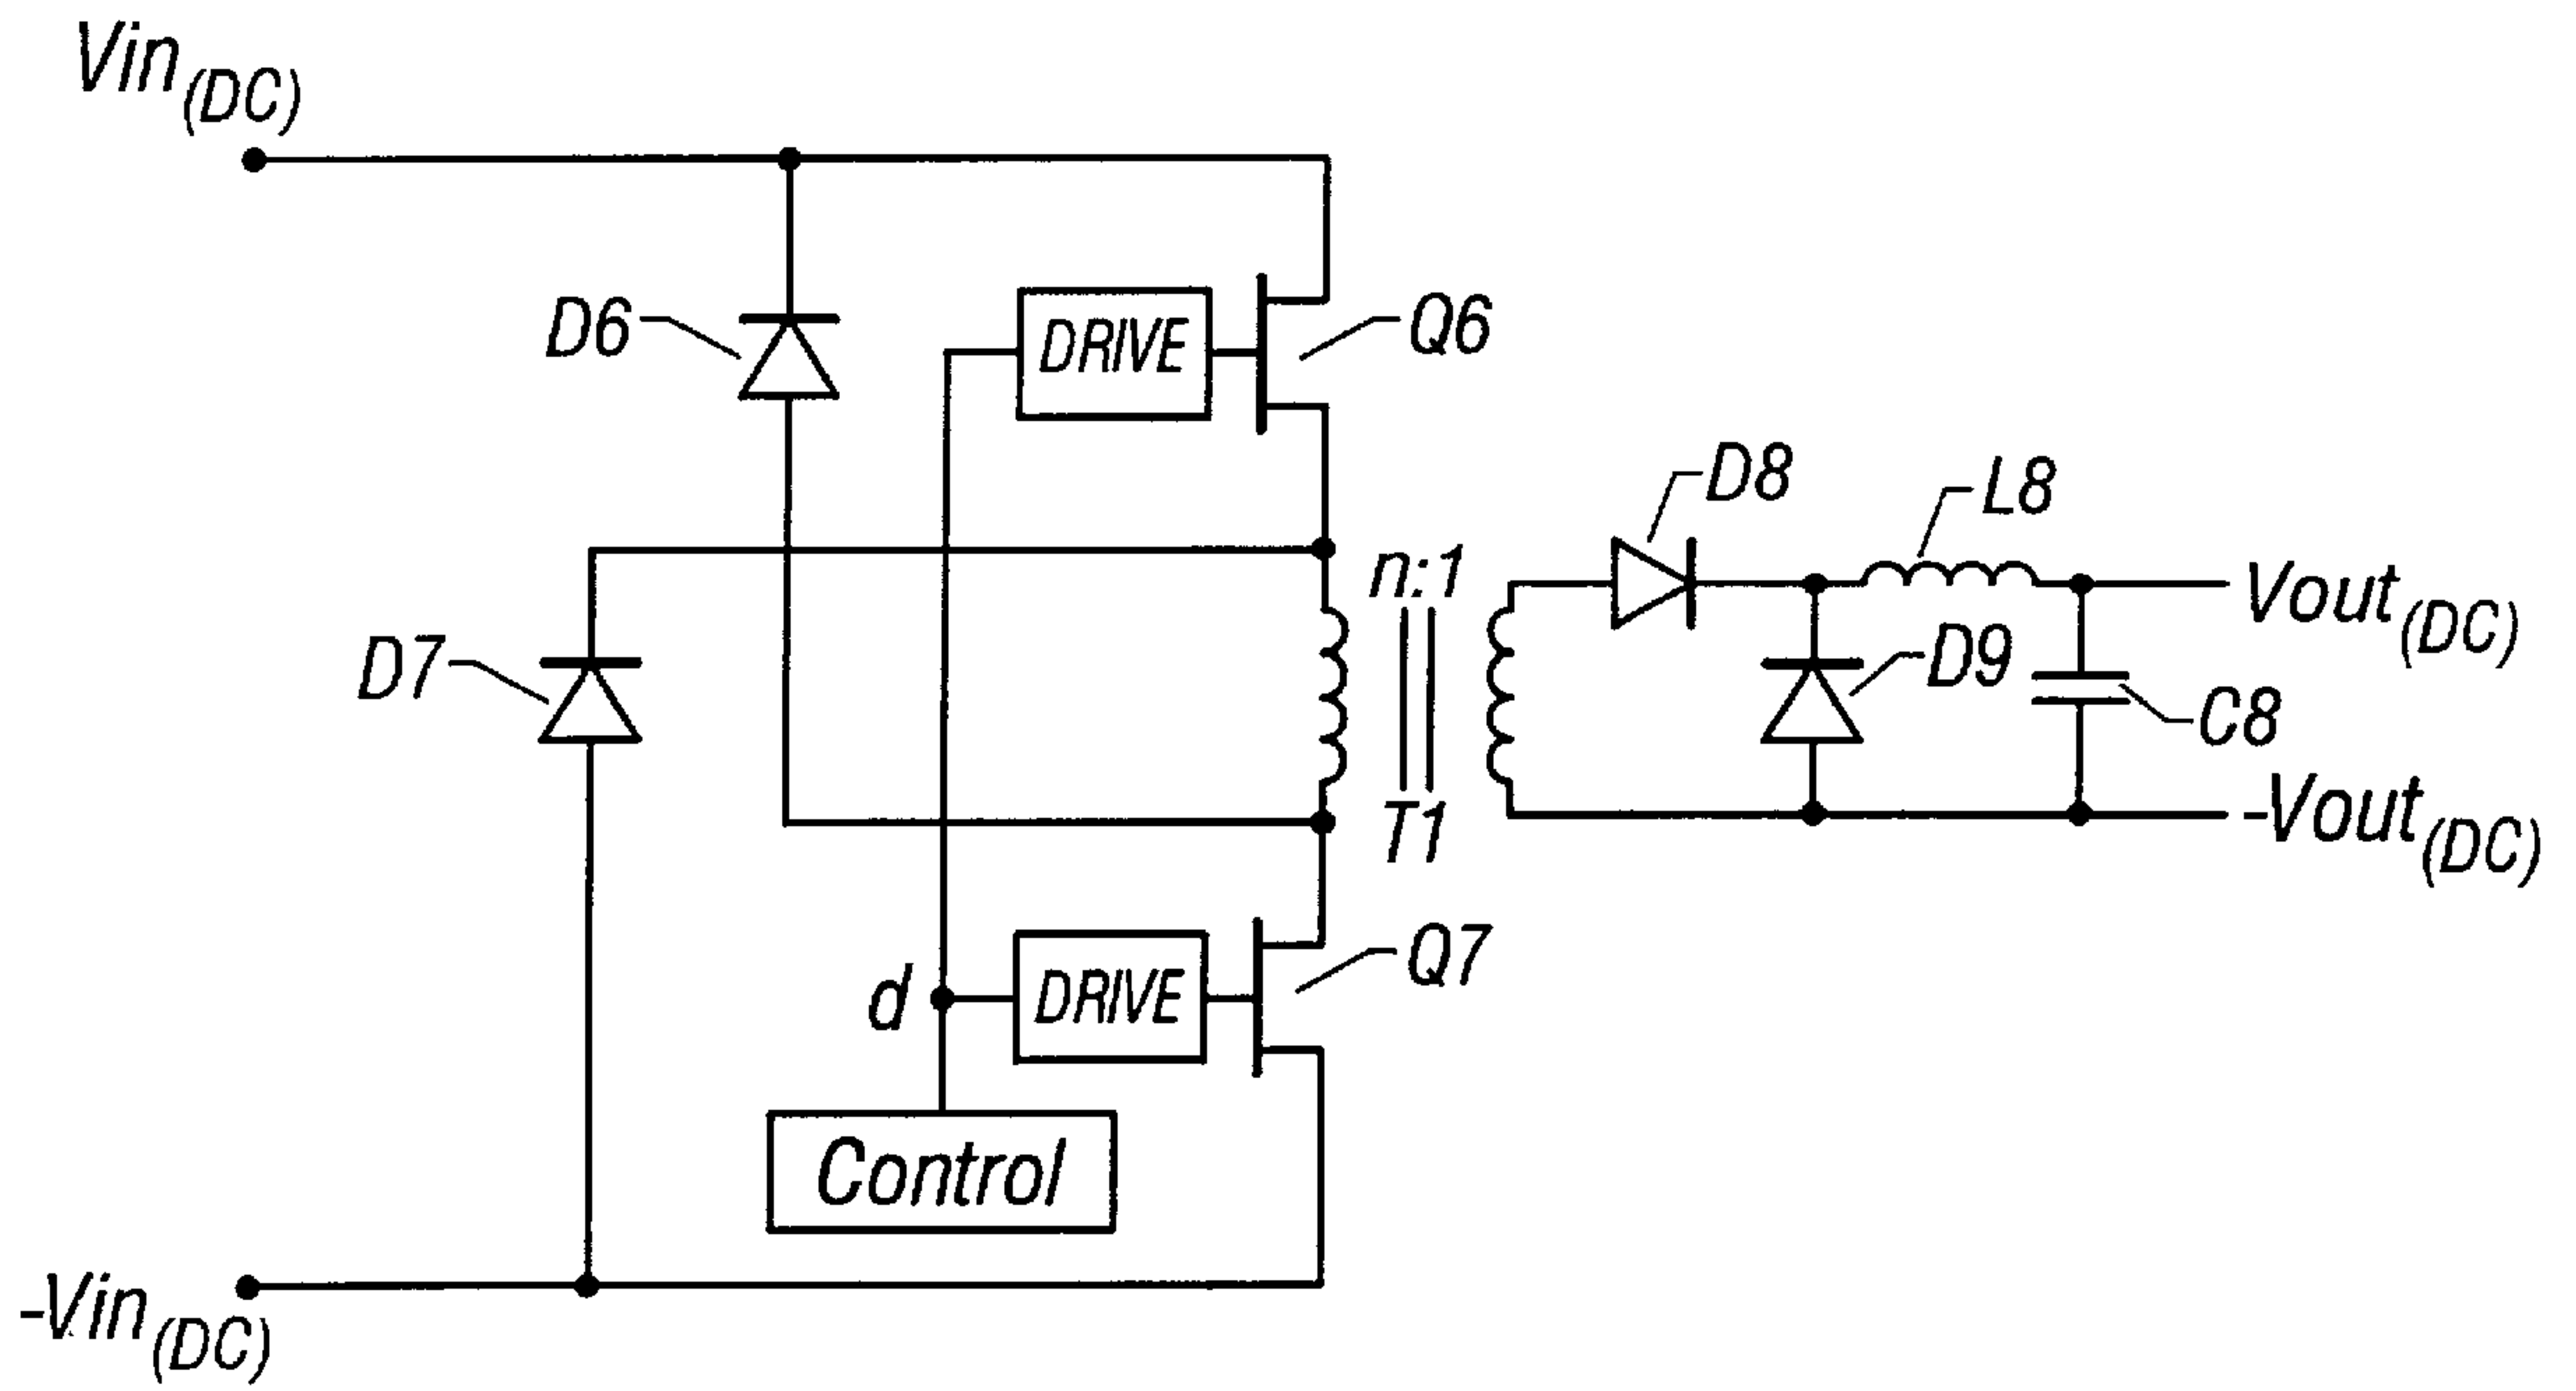 Vin(DC)
D6
DRIVE
Q6
D8
L8
n:1
Vout(DC)
D7
D9
C8
T1
-Vout(DC)
d
DRIVE
Q7
Control
-Vin(DC)